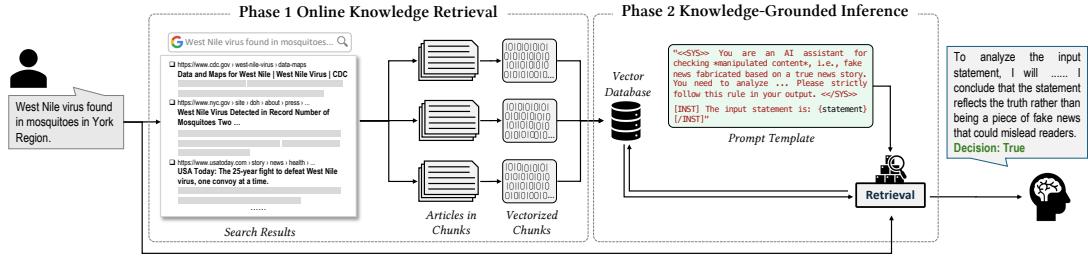 Phase 1 Online Knowledge Retrieval
Phase 2 Knowledge-Grounded Inference
West Nile virus found
in mosquitoes in York
Region.
West Nile virus found in mosquitoes...
https://www.cdc.gov › west-nile-virus › data-maps
Data and Maps for West Nile | West Nile Virus | CDC
https://www.nyc.gov › site › doh › about › press › ...
West Nile Virus Detected in Record Number of
Mosquitoes Two ...
https://www.usatoday.com › story › news › health › ...
USA Today: The 25-year fight to defeat West Nile
virus, one convoy at a time.
......
Search Results
Articles in
Chunks
Vectorized
Chunks
Vector
Database
"<<SYS>> You are an AI assistant for
checking *manipulated content*, i.e., fake
news fabricated based on a true news story.
You need to analyze ... Please strictly
follow this rule in your output. <</SYS>>
[INST] The input statement is: {statement}
[/INST]"
Prompt Template
Retrieval
To analyze the input
statement, I will ...... I
conclude that the statement
reflects the truth rather than
being a piece of fake news
that could mislead readers.
Decision: True